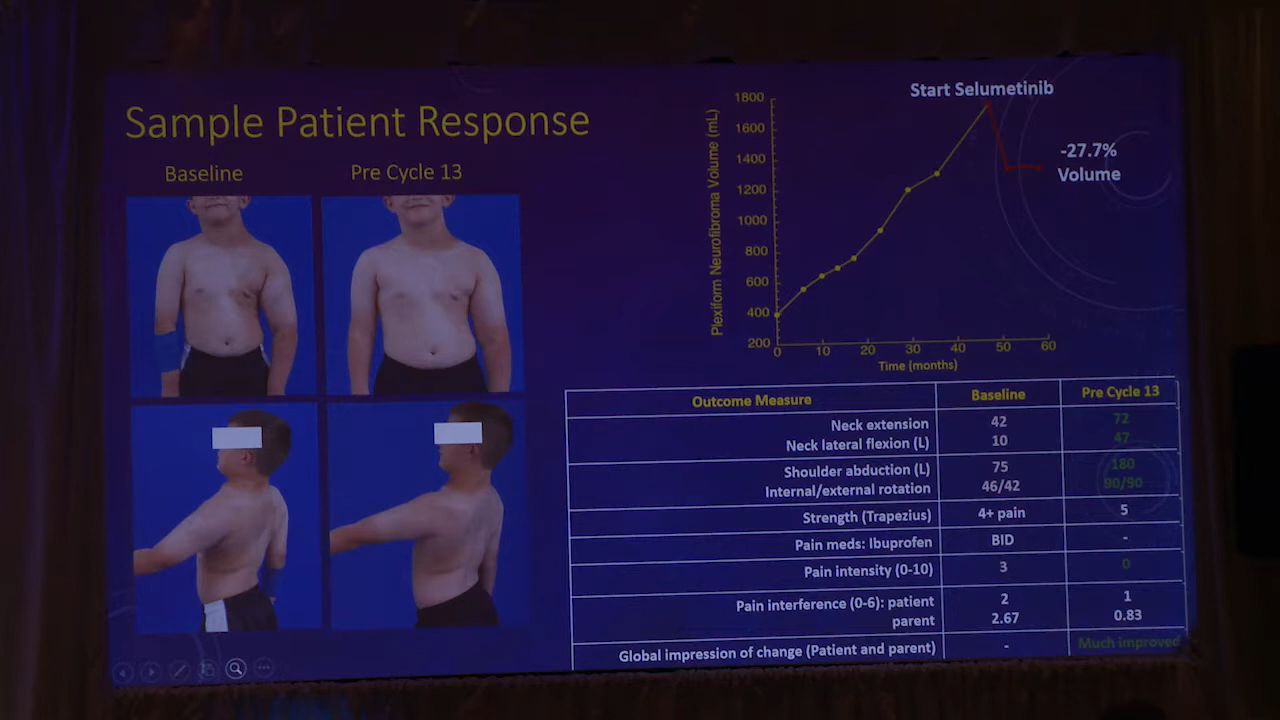 Sample Patient Response
Baseline Pre Cycle 13
Start Selumetinib
-27.7%
Volume
Plexiform Neurofibroma Volume (mL)
1800
1600
1400
1200
1000
800
600
400
200
0 10 20 30 40 50 60
Time (months)
Outcome Measure Baseline Pre Cycle 13
Neck extension 42 72
Neck lateral flexion (L) 10 47
Shoulder abduction (L) 75 180
Internal/external rotation 46/42 90/90
Strength (Trapezius) 4+ pain 5
Pain meds: Ibuprofen BID -
Pain intensity (0-10) 3 0
Pain interference (0-6): patient 2 1
parent 2.67 0.83
Global impression of change (Patient and parent) - Much improved